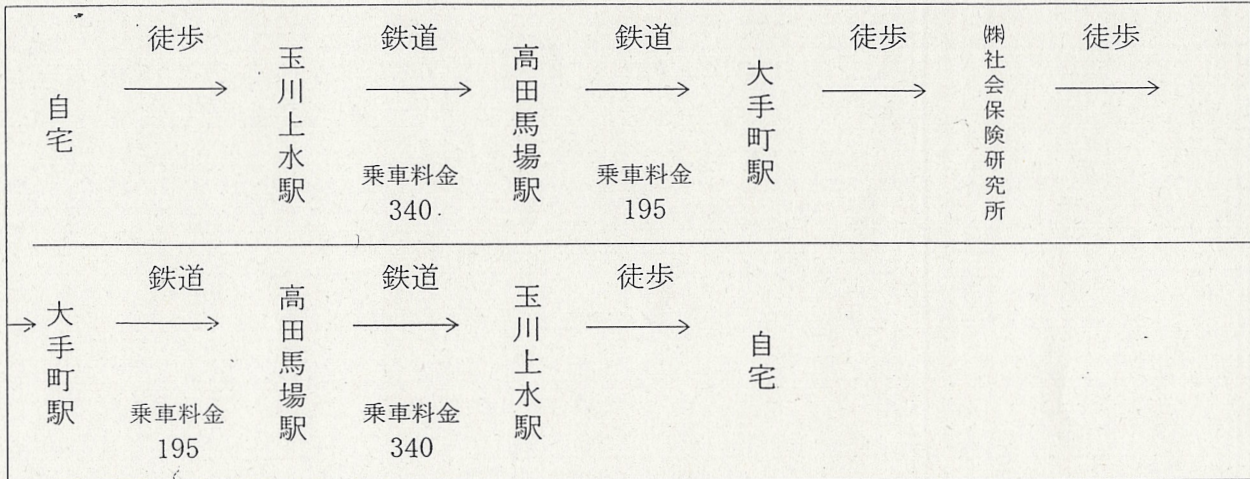 自宅
徒歩
玉川上水駅
鉄道
乗車料金
340
高田馬場駅
鉄道
乗車料金
195
大手町駅
徒歩
㈱社会保険研究所
徒歩
大手町駅
鉄道
乗車料金
195
高田馬場駅
鉄道
乗車料金
340
玉川上水駅
徒歩
自宅